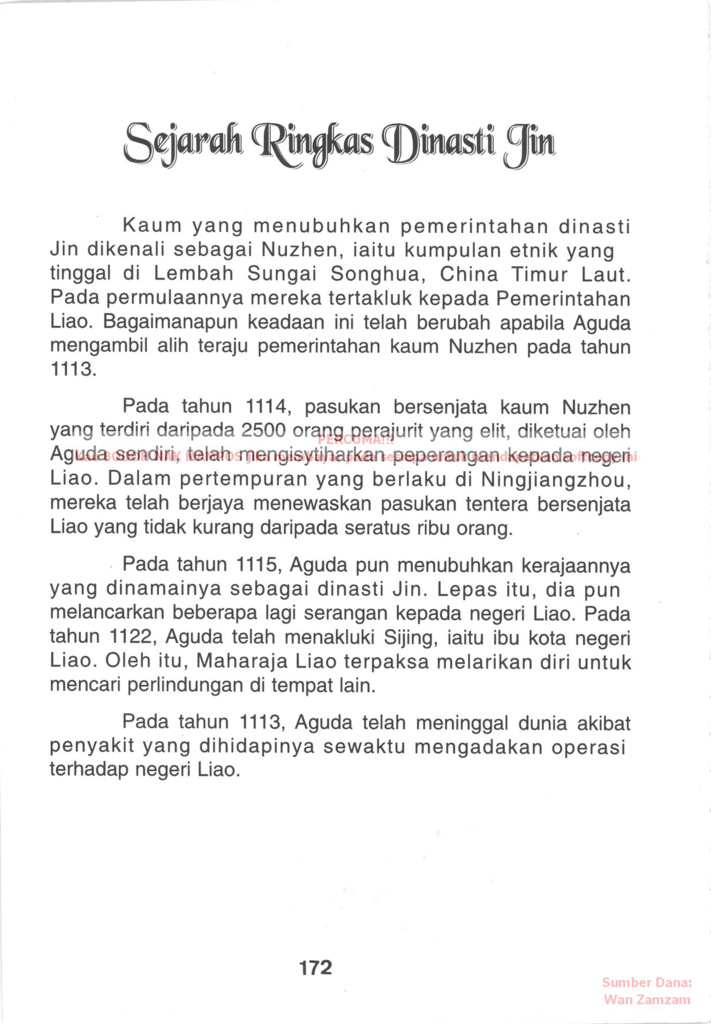 Sejarah Ringkas Dinasti Jin
Kaum yang menubuhkan pemerintahan dinasti
Jin dikenali sebagai Nuzhen, iaitu kumpulan etnik yang
tinggal di Lembah Sungai Songhua, China Timur Laut.
Pada permulaannya mereka tertakluk kepada Pemerintahan
Liao. Bagaimanapun keadaan ini telah berubah apabila Aguda
mengambil alih teraju pemerintahan kaum Nuzhen pada tahun
1113.
Pada tahun 1114, pasukan bersenjata kaum Nuzhen
yang terdiri daripada 2500 orang perajurit yang elit, diketuai oleh
PERCUMA!!!
Aguda sendiri, telah mengisytiharkan peperangan kepada negeri
Liao. Dalam pertempuran yang berlaku di Ningjiangzhou,
mereka telah berjaya menewaskan pasukan tentera bersenjata
Liao yang tidak kurang daripada seratus ribu orang.
Pada tahun 1115, Aguda pun menubuhkan kerajaannya
yang dinamainya sebagai dinasti Jin. Lepas itu, dia pun
melancarkan beberapa lagi serangan kepada negeri Liao. Pada
tahun 1122, Aguda telah menakluki Sijing, iaitu ibu kota negeri
Liao. Oleh itu, Maharaja Liao terpaksa melarikan diri untuk
mencari perlindungan di tempat lain.
Pada tahun 1113, Aguda telah meninggal dunia akibat
penyakit yang dihidapinya sewaktu mengadakan operasi
terhadap negeri Liao.
172
Sumber Dana:
Wan Zamzam